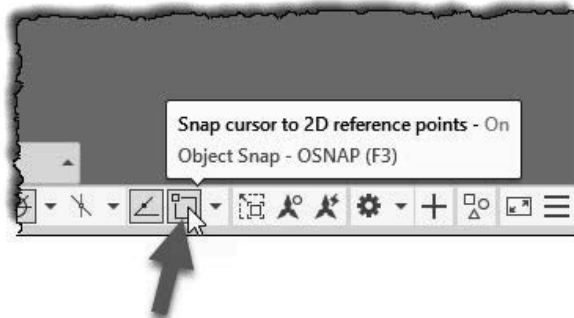 Snap cursor to 2D reference points - On
Object Snap - OSNAP (F3)